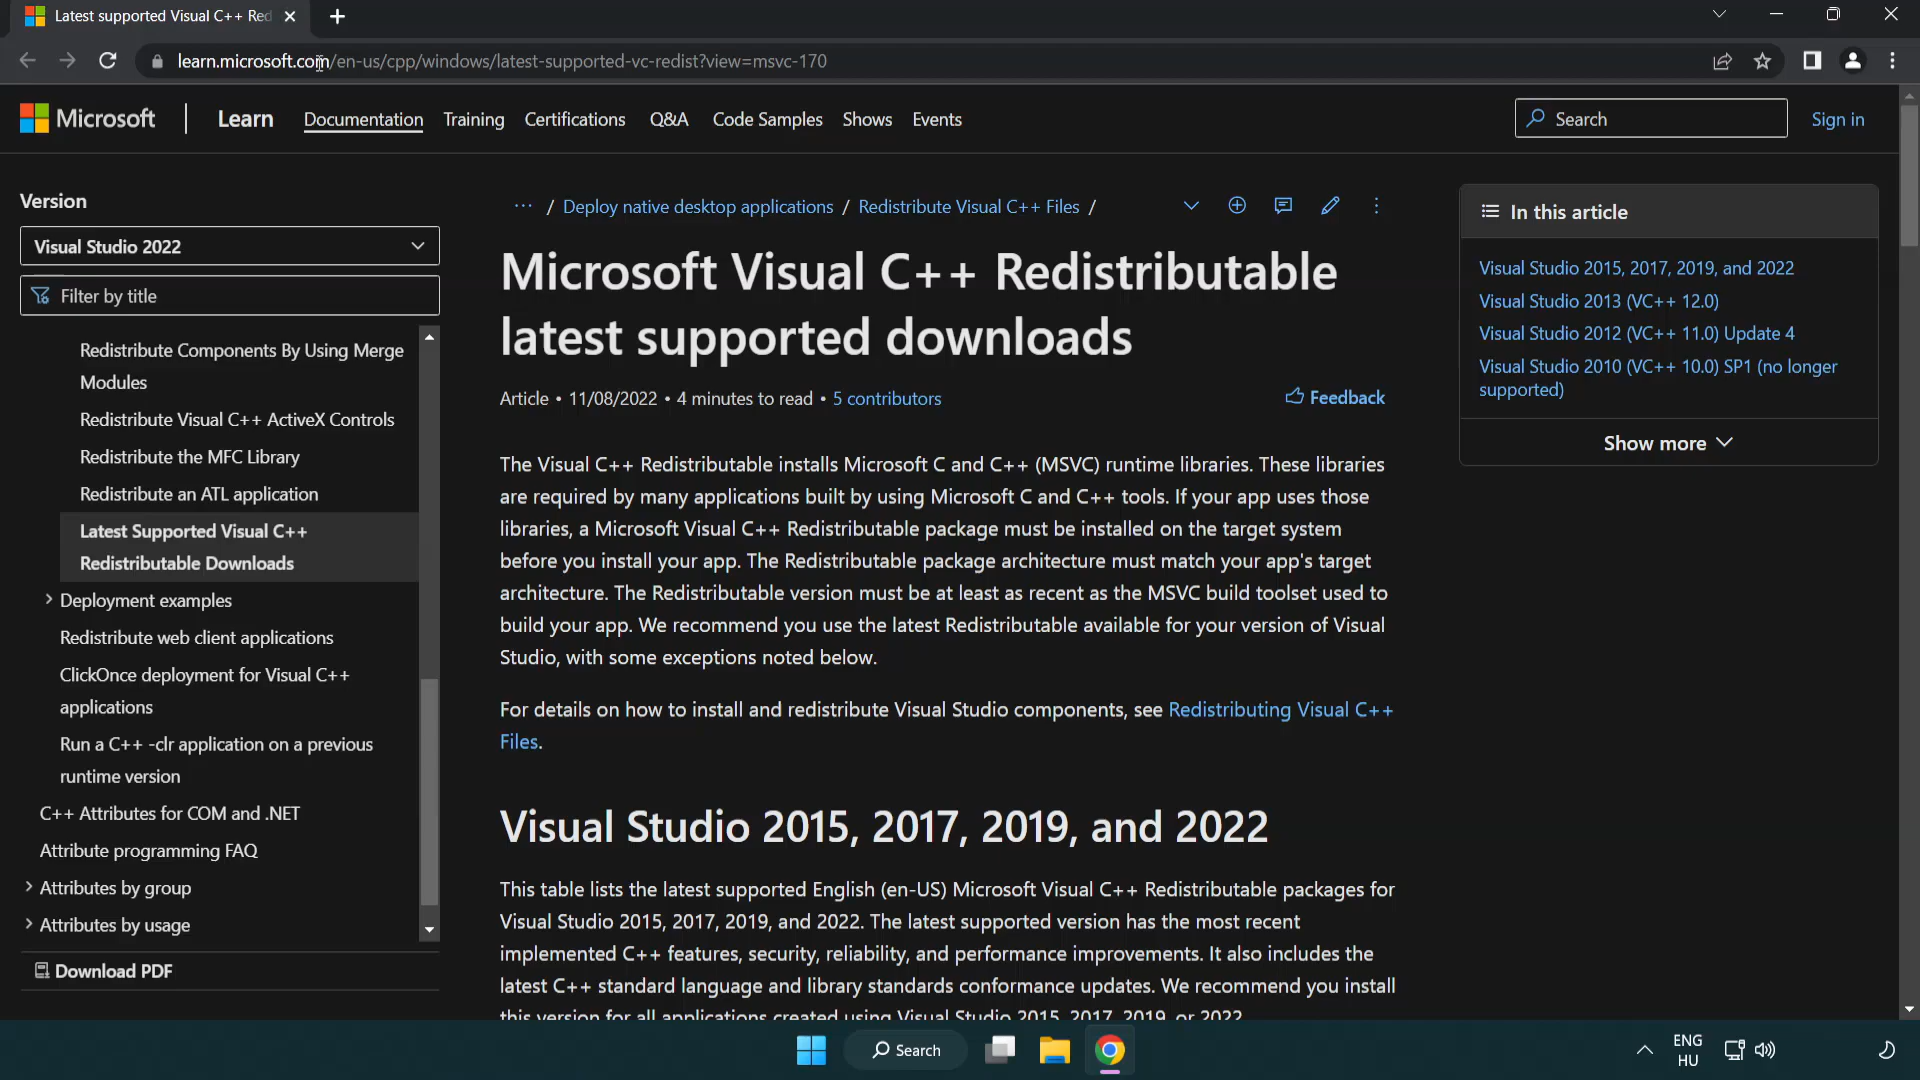 Latest supported Visual C++ Red
learn.microsoft.com/en-us/cpp/windows/latest-supported-vc-redist?view=msvc-170
Microsoft
Learn
Documentation
Training
Certifications
Q&A
Code Samples
Shows
Events
Search
Sign in
Version
Visual Studio 2022
Filter by title
Redistribute Components By Using Merge
Modules
Redistribute Visual C++ ActiveX Controls
Redistribute the MFC Library
Redistribute an ATL application
Latest Supported Visual C++
Redistributable Downloads
Deployment examples
Redistribute web client applications
ClickOnce deployment for Visual C++
applications
Run a C++ -clr application on a previous
runtime version
C++ Attributes for COM and .NET
Attribute programming FAQ
Attributes by group
Attributes by usage
Download PDF
··· / Deploy native desktop applications / Redistribute Visual C++ Files /
Microsoft Visual C++ Redistributable
latest supported downloads
Article • 11/08/2022 • 4 minutes to read • 5 contributors
Feedback
The Visual C++ Redistributable installs Microsoft C and C++ (MSVC) runtime libraries. These libraries
are required by many applications built by using Microsoft C and C++ tools. If your app uses those
libraries, a Microsoft Visual C++ Redistributable package must be installed on the target system
before you install your app. The Redistributable package architecture must match your app's target
architecture. The Redistributable version must be at least as recent as the MSVC build toolset used to
build your app. We recommend you use the latest Redistributable available for your version of Visual
Studio, with some exceptions noted below.
For details on how to install and redistribute Visual Studio components, see Redistributing Visual C++
Files.
Visual Studio 2015, 2017, 2019, and 2022
This table lists the latest supported English (en-US) Microsoft Visual C++ Redistributable packages for
Visual Studio 2015, 2017, 2019, and 2022. The latest supported version has the most recent
implemented C++ features, security, reliability, and performance improvements. It also includes the
latest C++ standard language and library standards conformance updates. We recommend you install
this version for all applications created using Visual Studio 2015, 2017, 2019, or 2022.
In this article
Visual Studio 2015, 2017, 2019, and 2022
Visual Studio 2013 (VC++ 12.0)
Visual Studio 2012 (VC++ 11.0) Update 4
Visual Studio 2010 (VC++ 10.0) SP1 (no longer
supported)
Show more
Search
ENG
HU